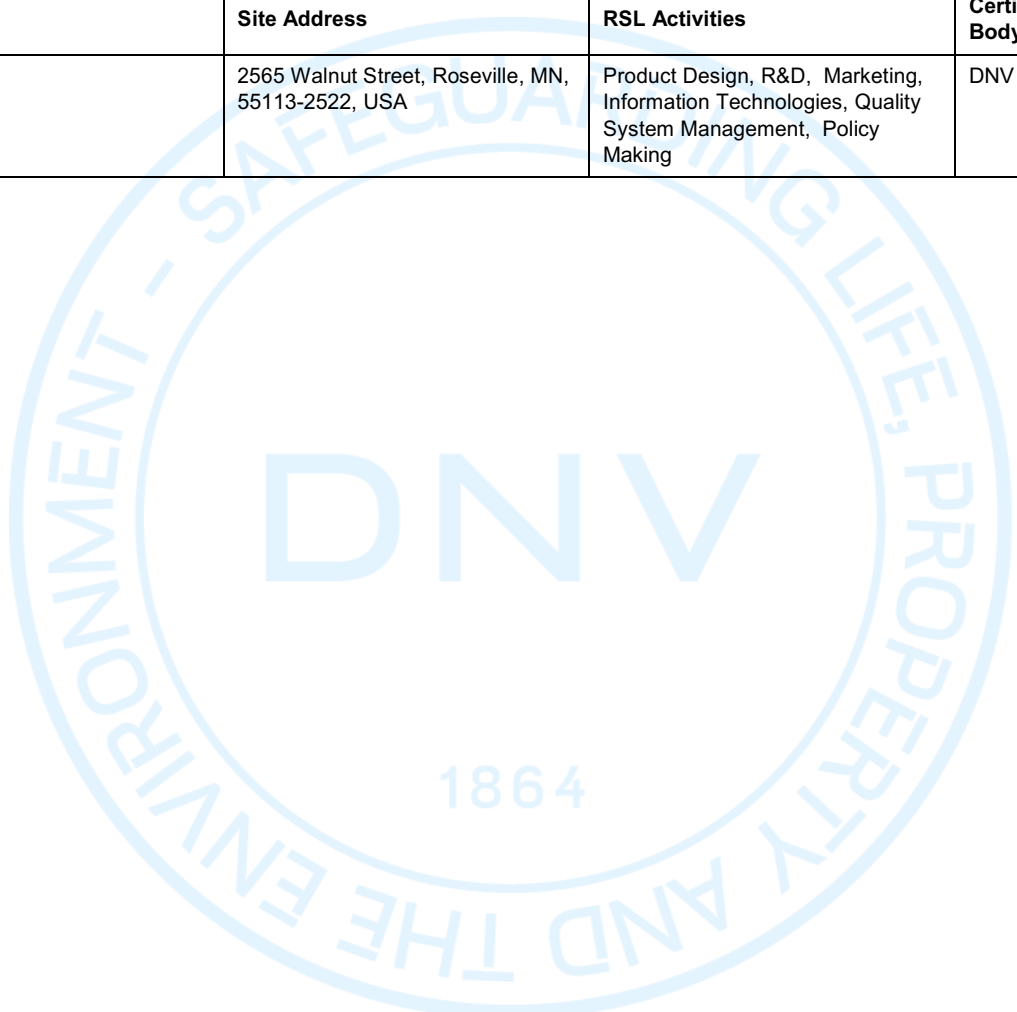 Site Address
RSL Activities
Body
2565 Walnut Street, Roseville, MN,
55113-2522, USA
Product Design, R&D, Marketing,
Information Technologies, Quality
System Management, Policy
Making
DNV
SAFEGUARDING LIFE, PROPERTY AND THE ENVIRONMENT -
DNV
1864